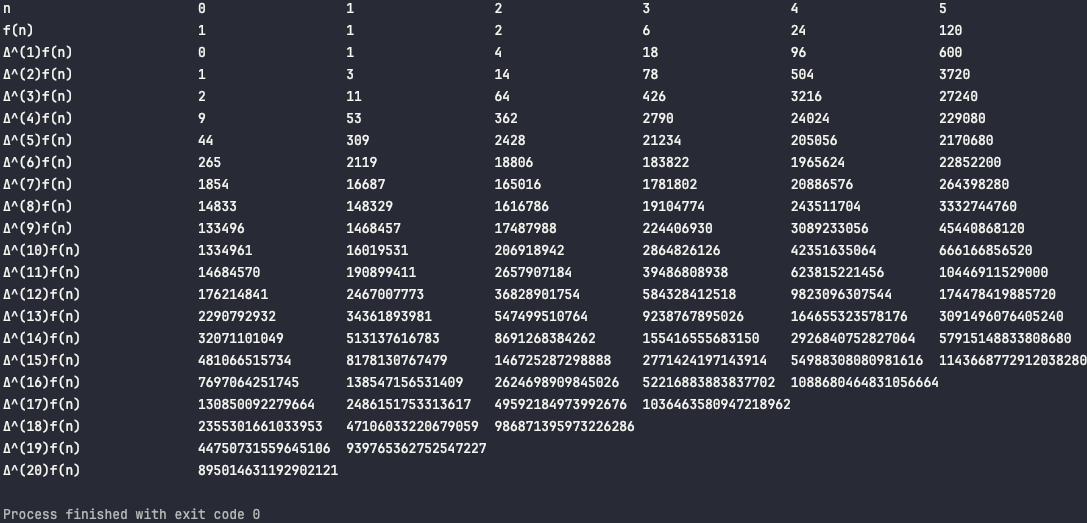 n 0 1 2 3 4 5
f(n) 1 1 2 6 24 120
Δ^(1)f(n) 0 1 4 18 96 600
Δ^(2)f(n) 1 3 14 78 504 3720
Δ^(3)f(n) 2 11 64 426 3216 27240
Δ^(4)f(n) 9 53 362 2790 24024 229080
Δ^(5)f(n) 44 309 2428 21234 205056 2170680
Δ^(6)f(n) 265 2119 18806 183822 1965624 22852200
Δ^(7)f(n) 1854 16687 165016 1781802 20886576 264398280
Δ^(8)f(n) 14833 148329 1616786 19104774 243511704 3332744760
Δ^(9)f(n) 133496 1468457 17487988 224406930 3089233056 45440868120
Δ^(10)f(n) 1334961 16019531 206918942 2864826126 42351635064 666166856520
Δ^(11)f(n) 14684570 190899411 2657907184 39486808938 623815221456 10446911529000
Δ^(12)f(n) 176214841 2467007773 36828901754 584328412518 9823096307544 174478419885720
Δ^(13)f(n) 2290792932 34361893981 547499510764 9238767895026 164655323578176 3091496076405240
Δ^(14)f(n) 32071101049 513137616783 8691268384262 155416555683150 2926840752827064 57915148833808680
Δ^(15)f(n) 481066515734 8178130767479 146725287298888 2771424197143914 54988308080981616 1143668772912038280
Δ^(16)f(n) 7697064251745 138547156531409 2624698909845026 52216883883837702 1088680464831056664
Δ^(17)f(n) 130850092279664 2486151753313617 49592184973992676 1036463580947218962
Δ^(18)f(n) 2355301661033953 47106033220679059 986871395973226286
Δ^(19)f(n) 44750731559645106 939765362752547227
Δ^(20)f(n) 895014631192902121
Process finished with exit code 0